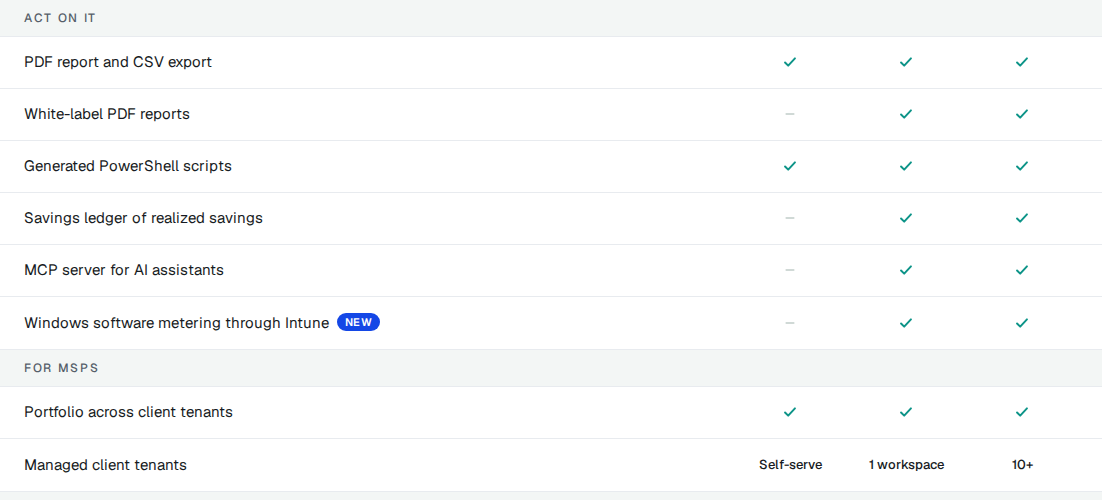 ACT ON IT
PDF report and CSV export
White-label PDF reports
Generated PowerShell scripts
Savings ledger of realized savings
MCP server for AI assistants
Windows software metering through Intune NEW
FOR MSPS
Portfolio across client tenants
Managed client tenants Self-serve 1 workspace 10+